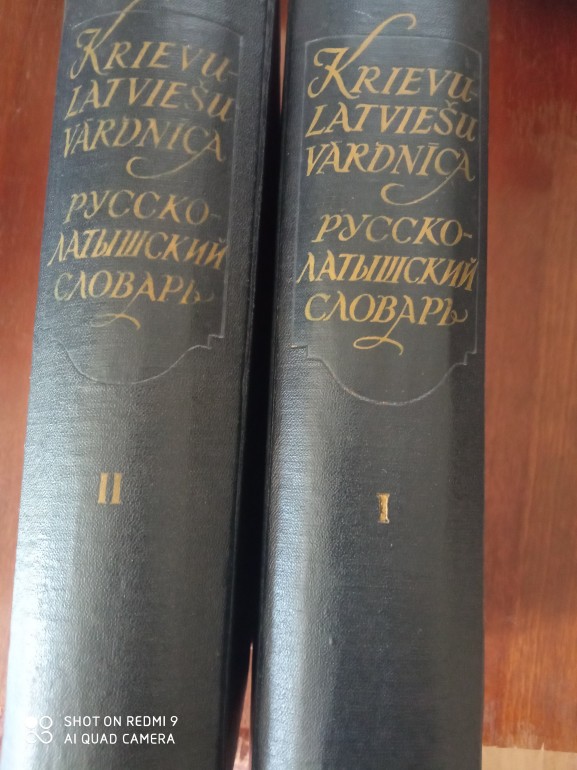 KRIEVU-
LATVIEŠU
VĀRDNĪCA
РУССКО-
ЛАТЫШСКИЙ
СЛОВАРЬ
II
KRIEVU-
LATVIEŠU
VĀRDNĪCA
РУССКО-
ЛАТЫШСКИЙ
СЛОВАРЬ
I
SHOT ON REDMI 9
AI QUAD CAMERA